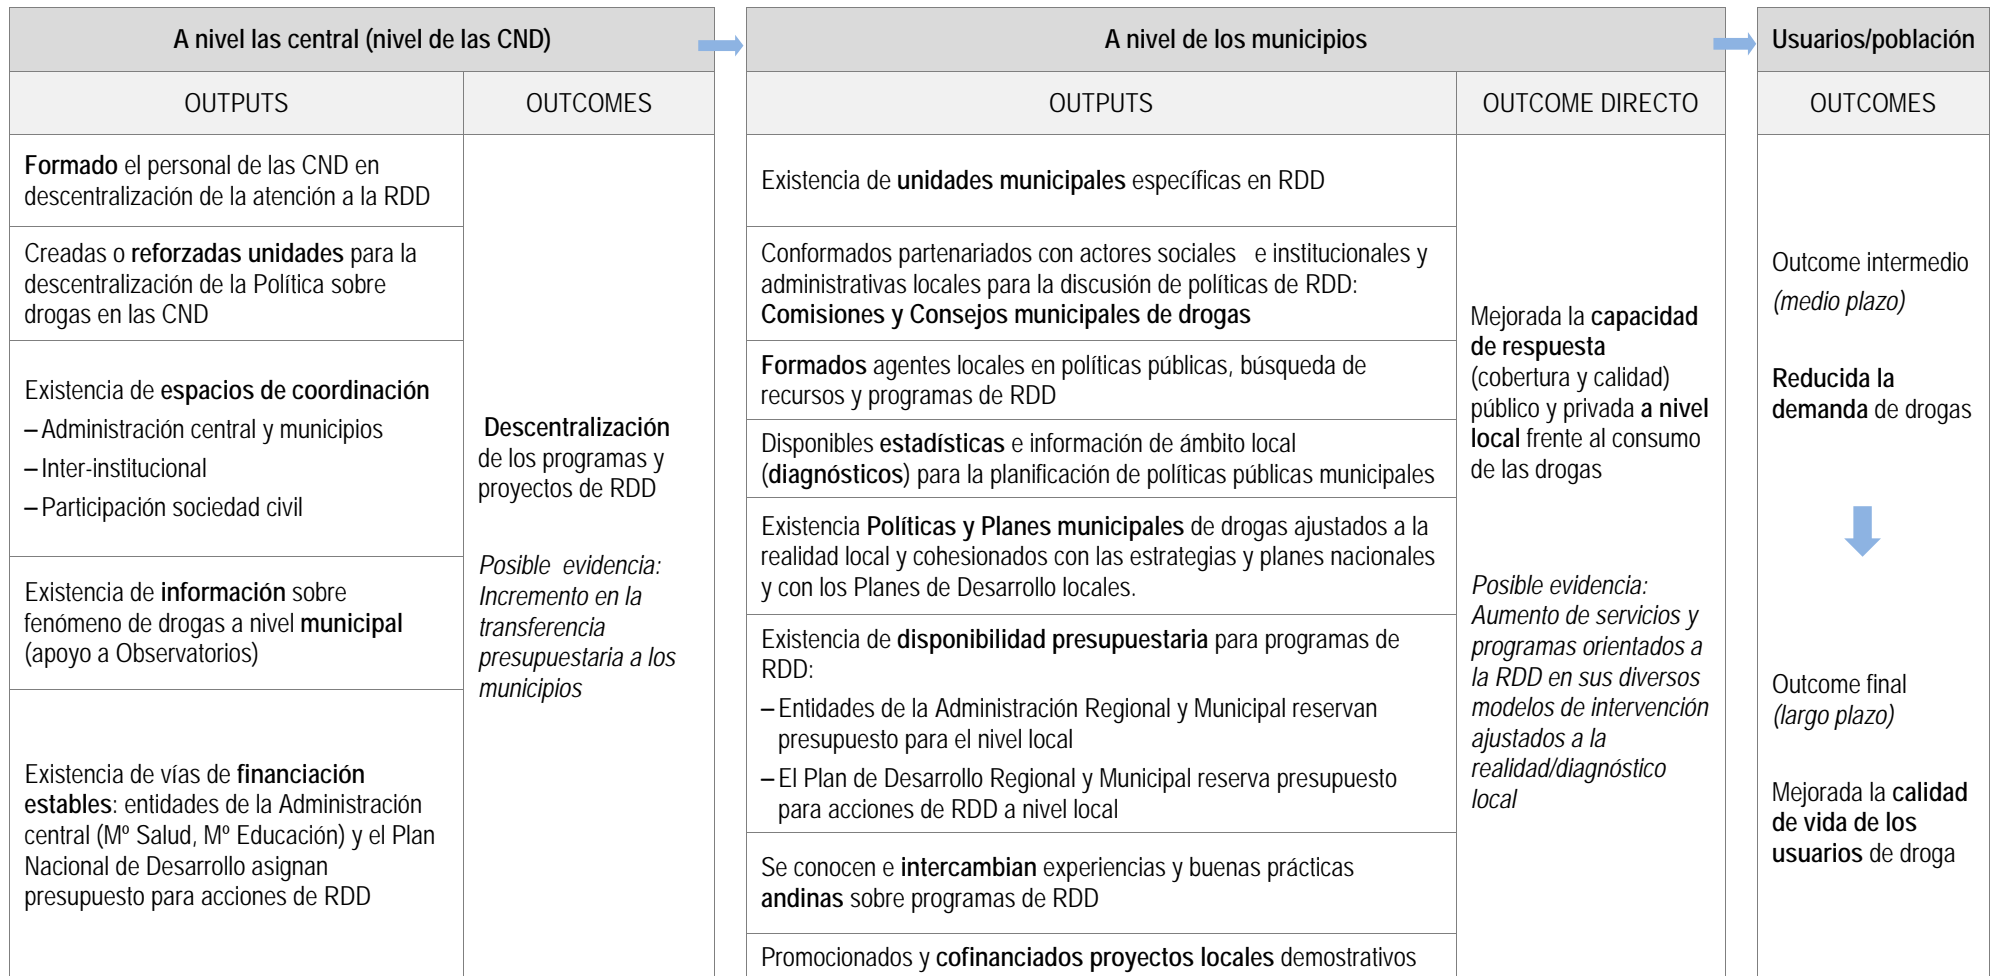 A nivel las central (nivel de las CND)
OUTPUTS
OUTCOMES
Formado el personal de las CND en
descentralización de la atención a la RDD
Creadas o reforzadas unidades para la
descentralización de la Política sobre
drogas en las CND
Existencia de espacios de coordinación
– Administración central y municipios
– Inter-institucional
– Participación sociedad civil
Existencia de información sobre
fenómeno de drogas a nivel municipal
(apoyo a Observatorios)
Existencia de vías de financiación
estables: entidades de la Administración
central (Mº Salud, Mº Educación) y el Plan
Nacional de Desarrollo asignan
presupuesto para acciones de RDD
Descentralización
de los programas y
proyectos de RDD
Posible evidencia:
Incremento en la
transferencia
presupuestaria a los
municipios
A nivel de los municipios
OUTPUTS
OUTCOME DIRECTO
Existencia de unidades municipales específicas en RDD
Conformados partenariados con actores sociales e institucionales y
administrativas locales para la discusión de políticas de RDD:
Comisiones y Consejos municipales de drogas
Formados agentes locales en políticas públicas, búsqueda de
recursos y programas de RDD
Disponibles estadísticas e información de ámbito local
(diagnósticos) para la planificación de políticas públicas municipales
Existencia Políticas y Planes municipales de drogas ajustados a la
realidad local y cohesionados con las estrategias y planes nacionales
y con los Planes de Desarrollo locales.
Existencia de disponibilidad presupuestaria para programas de
RDD:
– Entidades de la Administración Regional y Municipal reservan
presupuesto para el nivel local
– El Plan de Desarrollo Regional y Municipal reserva presupuesto
para acciones de RDD a nivel local
Se conocen e intercambian experiencias y buenas prácticas
andinas sobre programas de RDD
Promocionados y cofinanciados proyectos locales demostrativos
Mejorada la capacidad
de respuesta
(cobertura y calidad)
público y privada a nivel
local frente al consumo
de las drogas
Posible evidencia:
Aumento de servicios y
programas orientados a
la RDD en sus diversos
modelos de intervención
ajustados a la
realidad/diagnóstico
local
Usuarios/población
OUTCOMES
Outcome intermedio
(medio plazo)
Reducida la
demanda de drogas
Outcome final
(largo plazo)
Mejorada la calidad
de vida de los
usuarios de droga